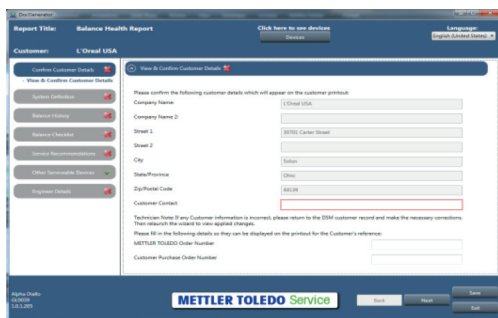 DocGenerator
Report Title: Balance Health Report
Click here to see devices
Devices
Language:
English (United States)
Customer: L'Oreal USA
Confirm Customer Details
- View & Confirm Customer Details
System Definition
Balance History
Balance Checklist
Service Recommendations
Other Serviceable Devices
Engineer Details
View & Confirm Customer Details
Please confirm the following customer details which will appear on the customer printout:
Company Name: L'Oreal USA
Company Name 2:
Street 1 30701 Carter Street
Street 2
City Solon
State/Province Ohio
Zip/Postal Code 44139
Customer Contact
Technician Note: If any Customer information is incorrect, please return to the DSM customer record and make the necessary corrections.
Then relaunch the wizard to view applied changes.
Please fill in the following details so they can be displayed on the printout for the Customer's reference:
METTLER TOLEDO Order Number
Customer Purchase Order Number
Alpha Diallo
GL0039
1.0.1.205
METTLER TOLEDO Service
Back
Next
Save
Exit